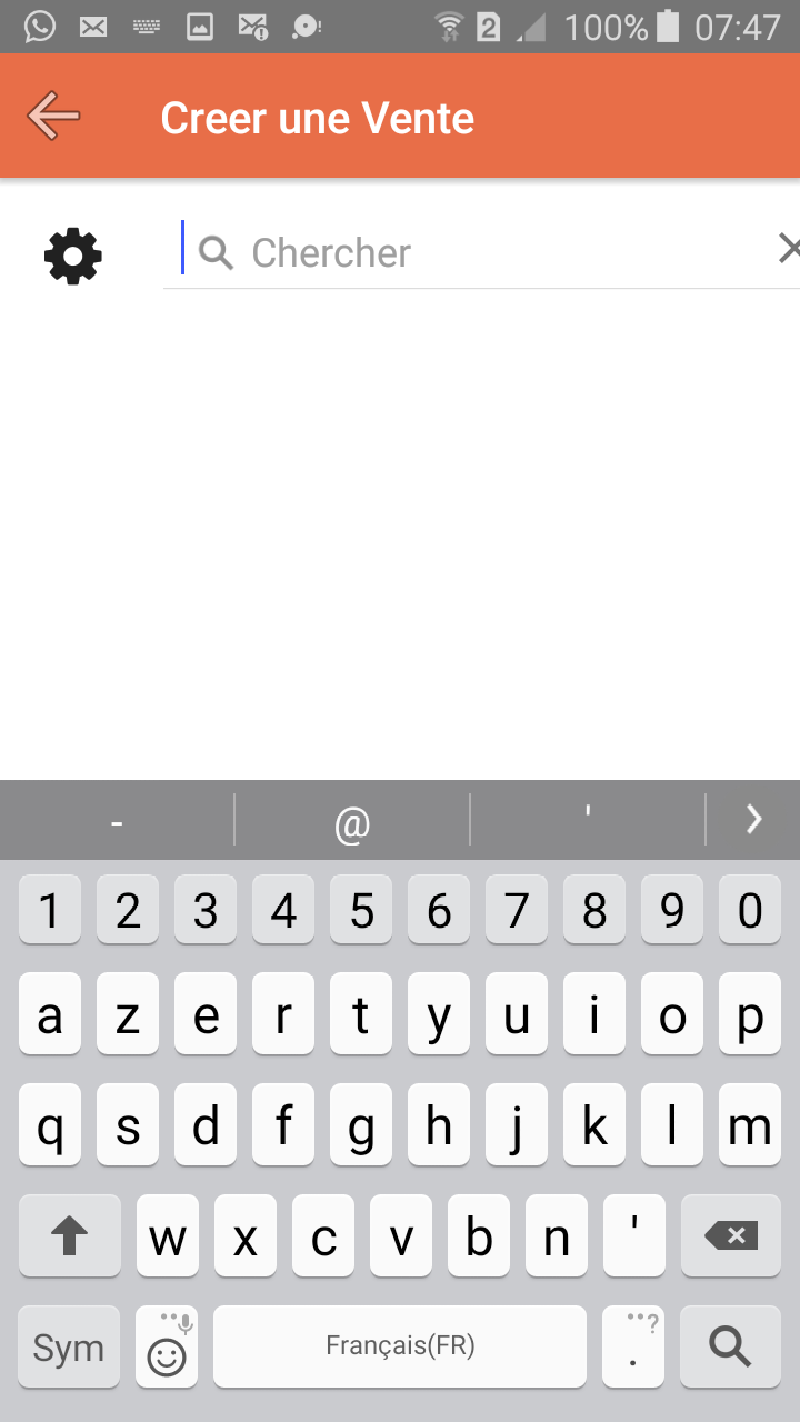 2 100% 07:47
Creer une Vente
Chercher
- @ '
1 2 3 4 5 6 7 8 9 0
a z e r t y u i o p
q s d f g h j k l m
w x c v b n '
Sym Français(FR) . ?